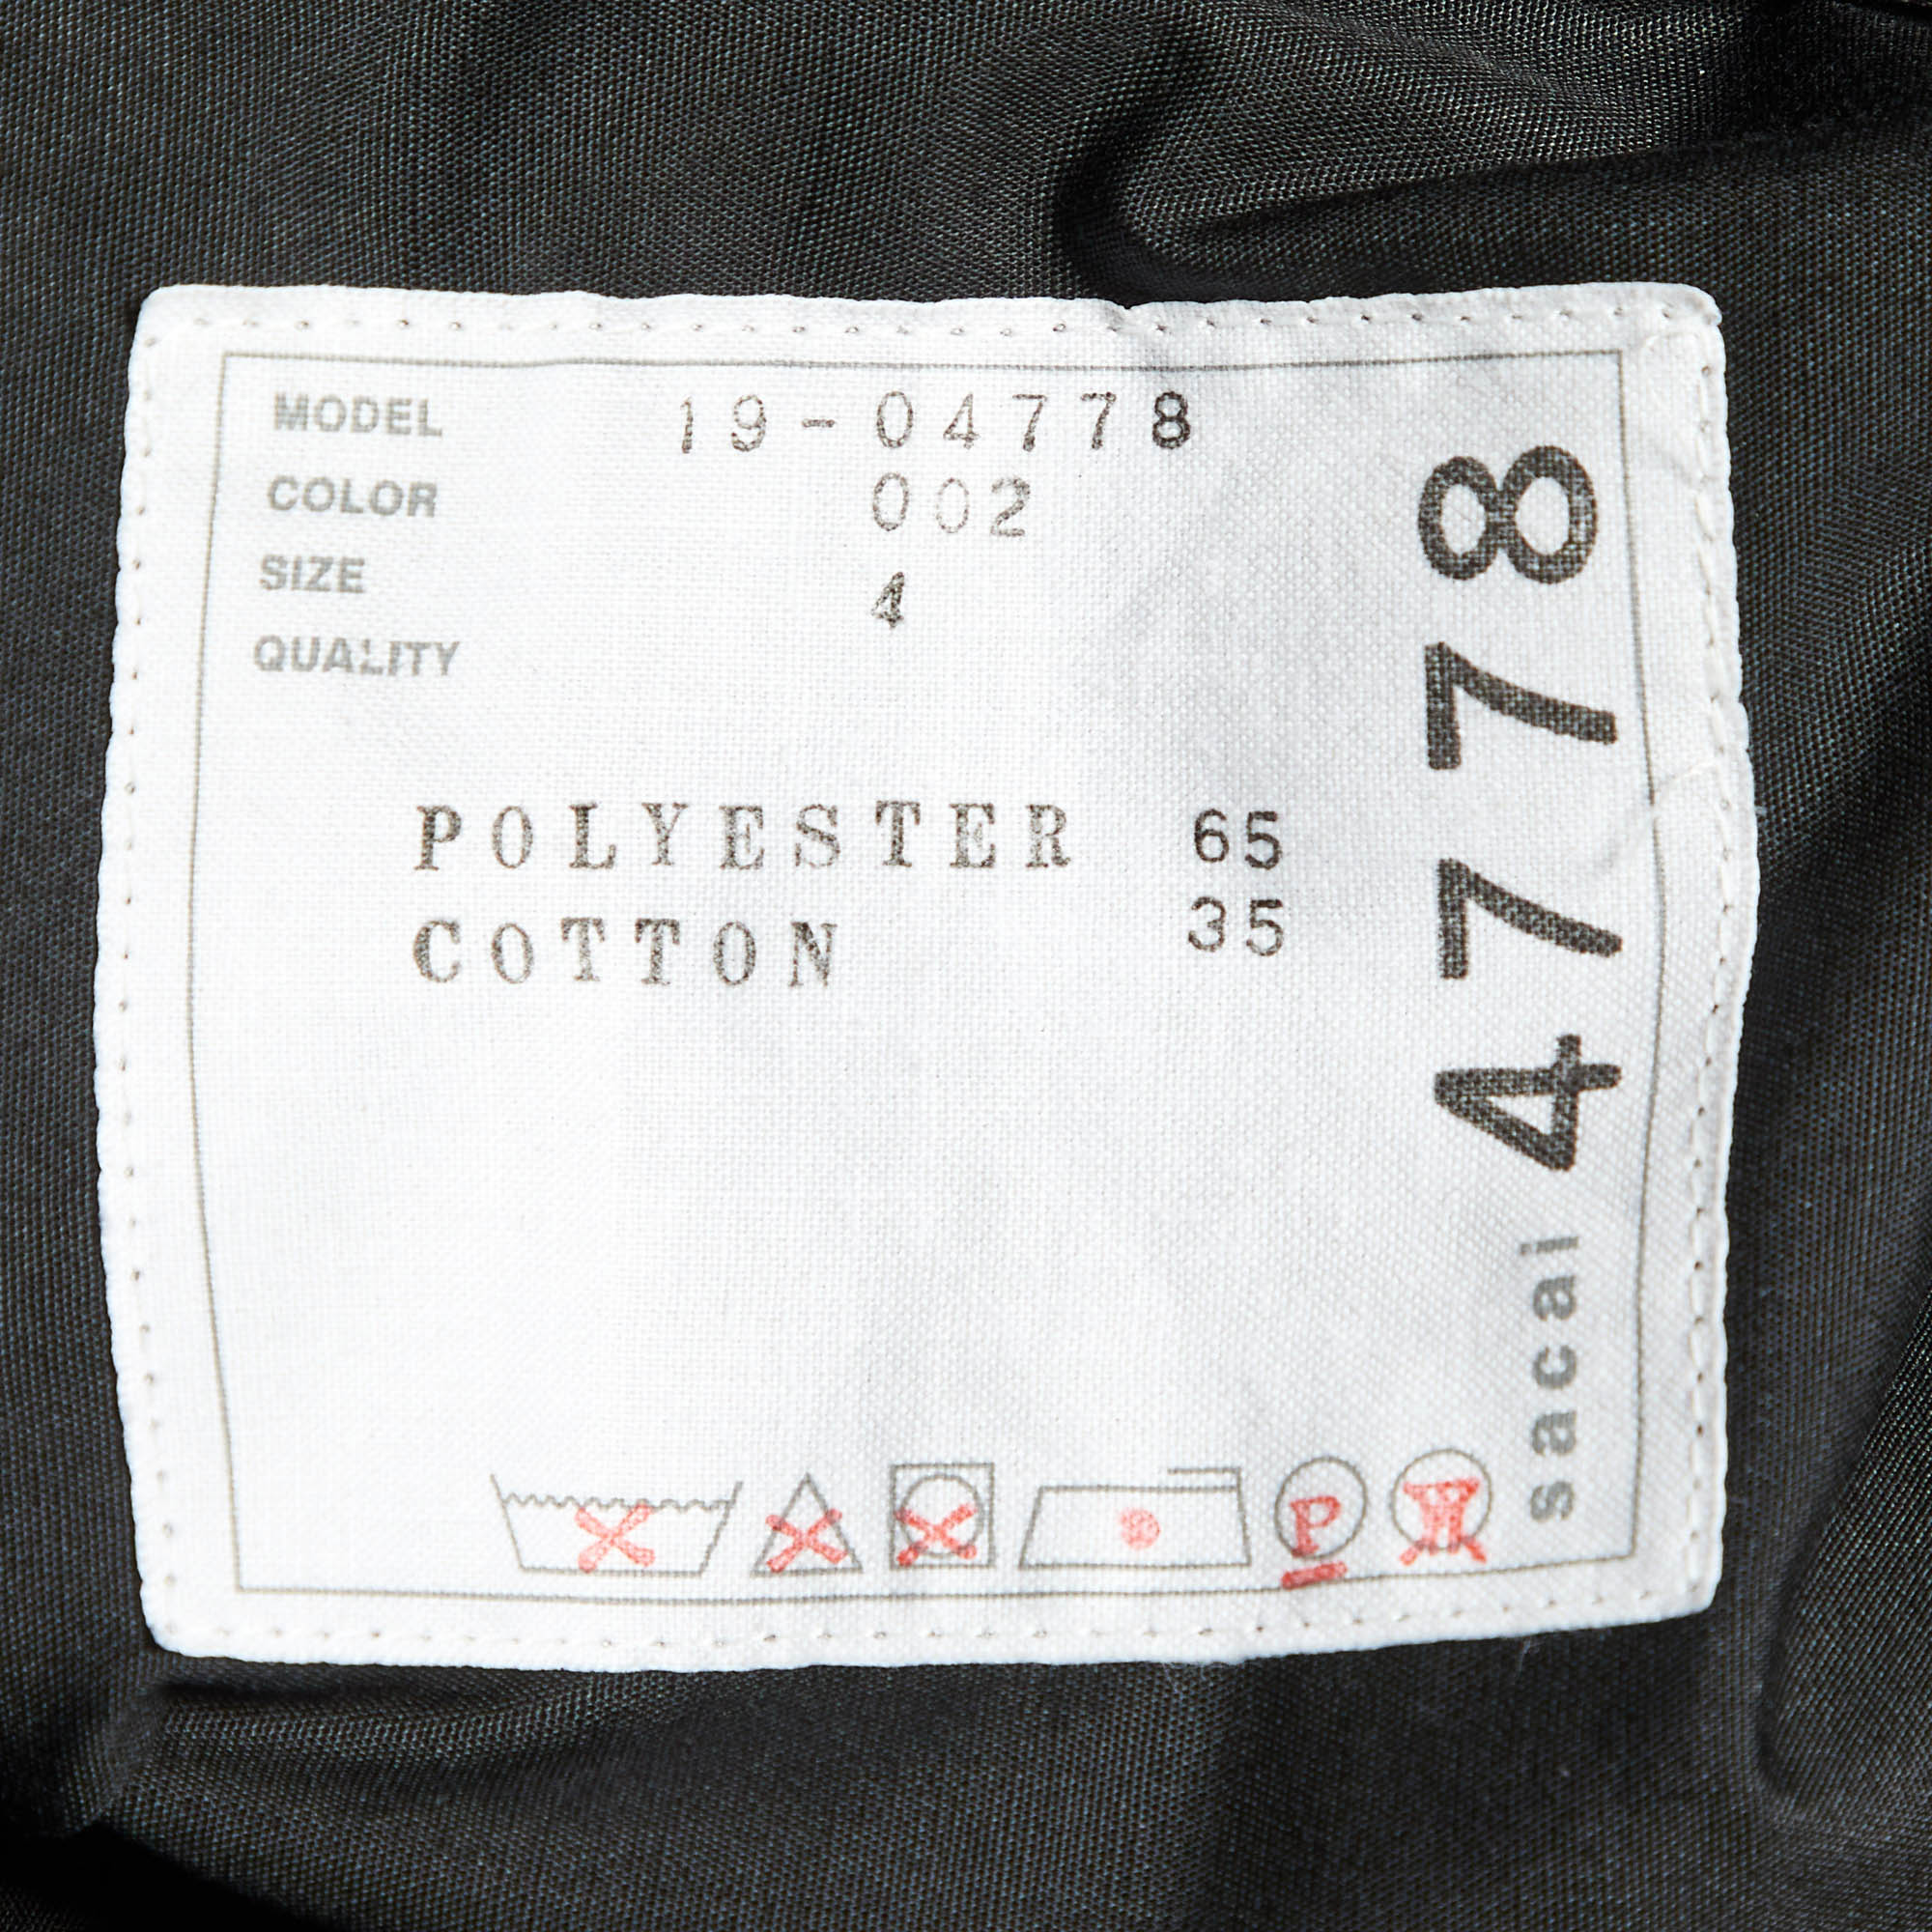 MODEL 19-04778
COLOR 002
SIZE 4
QUALITY
POLYESTER 65
COTTON 35
sacai 4778
P